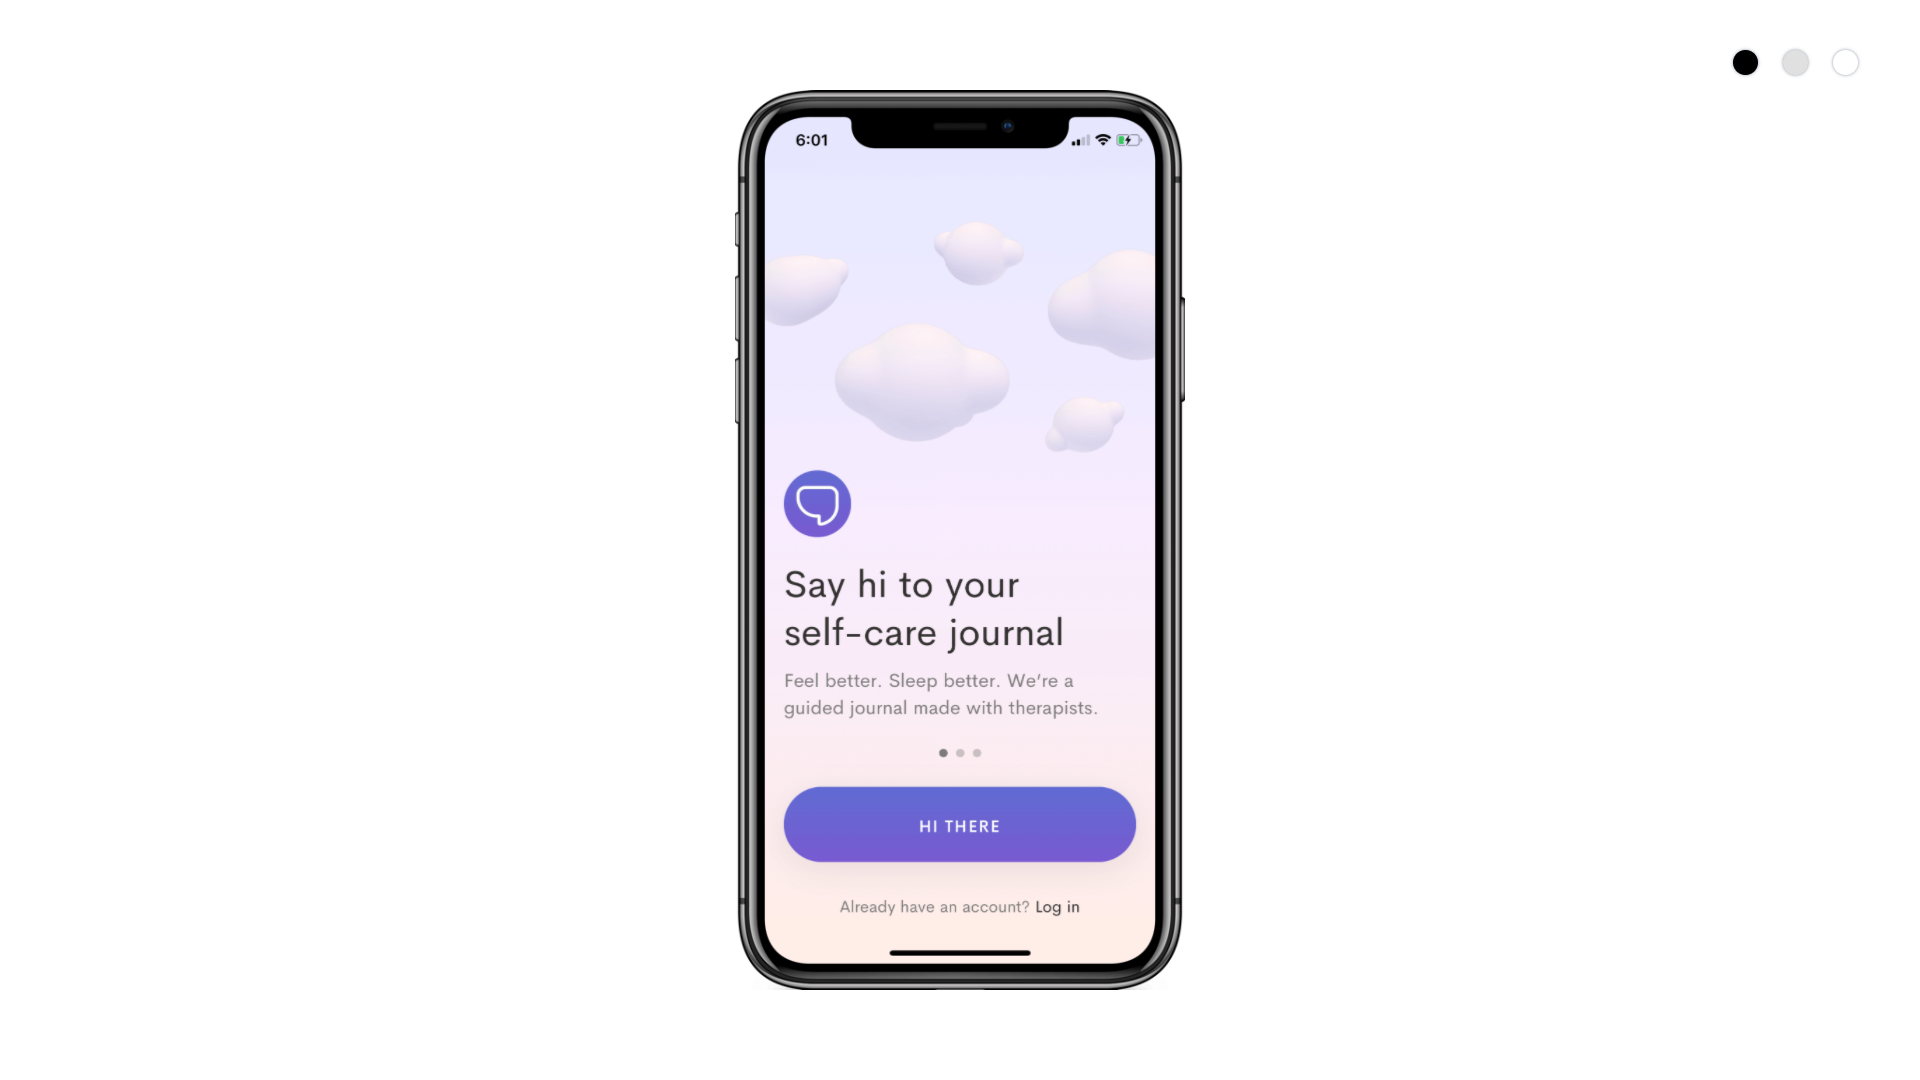 6:01
Say hi to your
self-care journal
Feel better. Sleep better. We’re a
guided journal made with therapists.
HI THERE
Already have an account? Log in